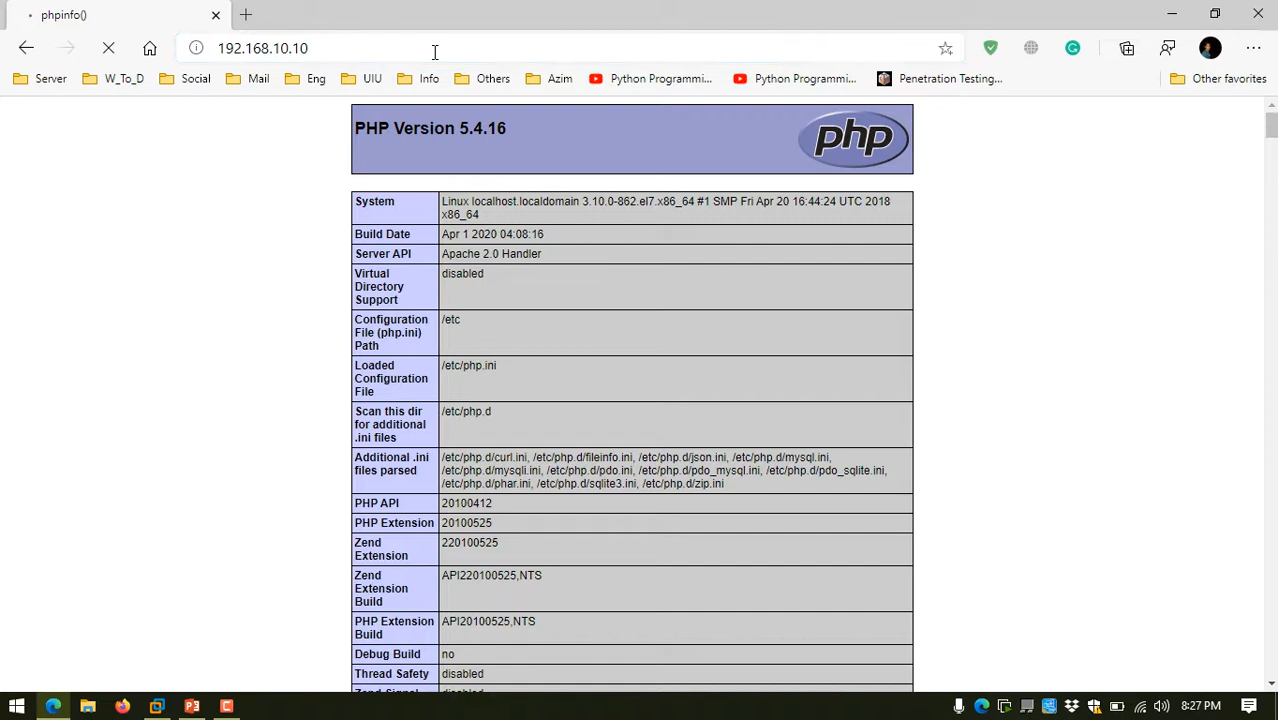 phpinfo()
192.168.10.10
Server W_To_D Social Mail Eng UIU Info Others Azim Python Programmi... Python Programmi... Penetration Testing... Other favorites
PHP Version 5.4.16
php
System Linux localhost.localdomain 3.10.0-862.el7.x86_64 #1 SMP Fri Apr 20 16:44:24 UTC 2018
x86_64
Build Date Apr 1 2020 04:08:16
Server API Apache 2.0 Handler
Virtual disabled
Directory
Support
Configuration /etc
File (php.ini)
Path
Loaded /etc/php.ini
Configuration
File
Scan this dir /etc/php.d
for additional
.ini files
Additional .ini /etc/php.d/curl.ini, /etc/php.d/fileinfo.ini, /etc/php.d/json.ini, /etc/php.d/mysql.ini,
files parsed /etc/php.d/mysqli.ini, /etc/php.d/pdo.ini, /etc/php.d/pdo_mysql.ini, /etc/php.d/pdo_sqlite.ini,
/etc/php.d/phar.ini, /etc/php.d/sqlite3.ini, /etc/php.d/zip.ini
PHP API 20100412
PHP Extension 20100525
Zend 220100525
Extension
Zend API220100525,NTS
Extension
Build
PHP Extension API20100525,NTS
Build
Debug Build no
Thread Safety disabled
Zend Signal disabled
8:27 PM